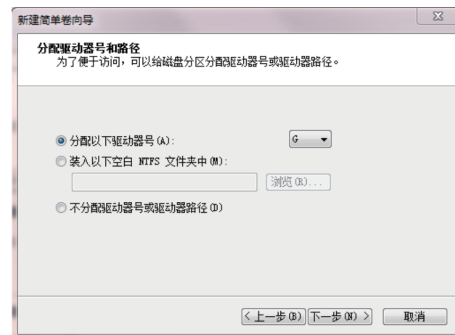 新建简单卷向导
分配驱动器号和路径
为了便于访问，可以给磁盘分区分配驱动器号或驱动器路径。
分配以下驱动器号(A):
G
装入以下空白 NTFS 文件夹中(M):
浏览(R)...
不分配驱动器号或驱动器路径(D)
< 上一步(B)
下一步(N) >
取消